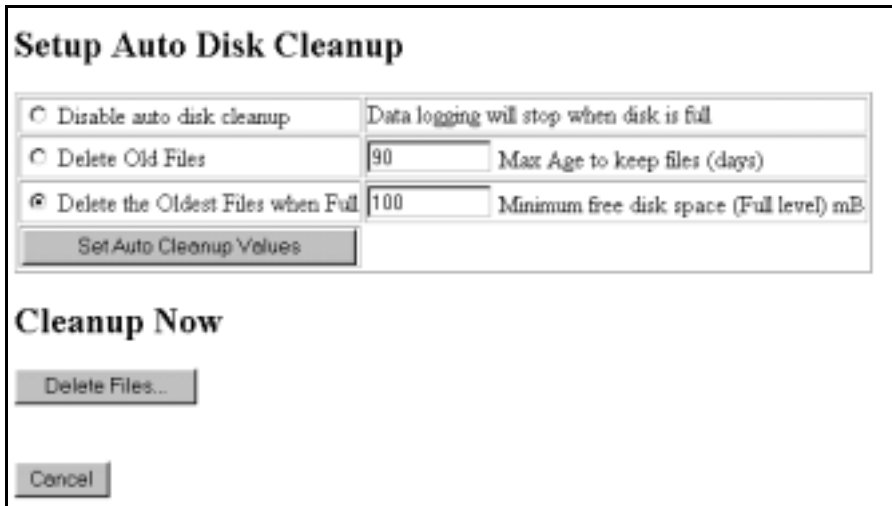 Setup Auto Disk Cleanup
Disable auto disk cleanup Data logging will stop when disk is full
Delete Old Files 90 Max Age to keep files (days)
Delete the Oldest Files when Full 100 Minimum free disk space (Full level) mB
Set Auto Cleanup Values
Cleanup Now
Delete Files...
Cancel